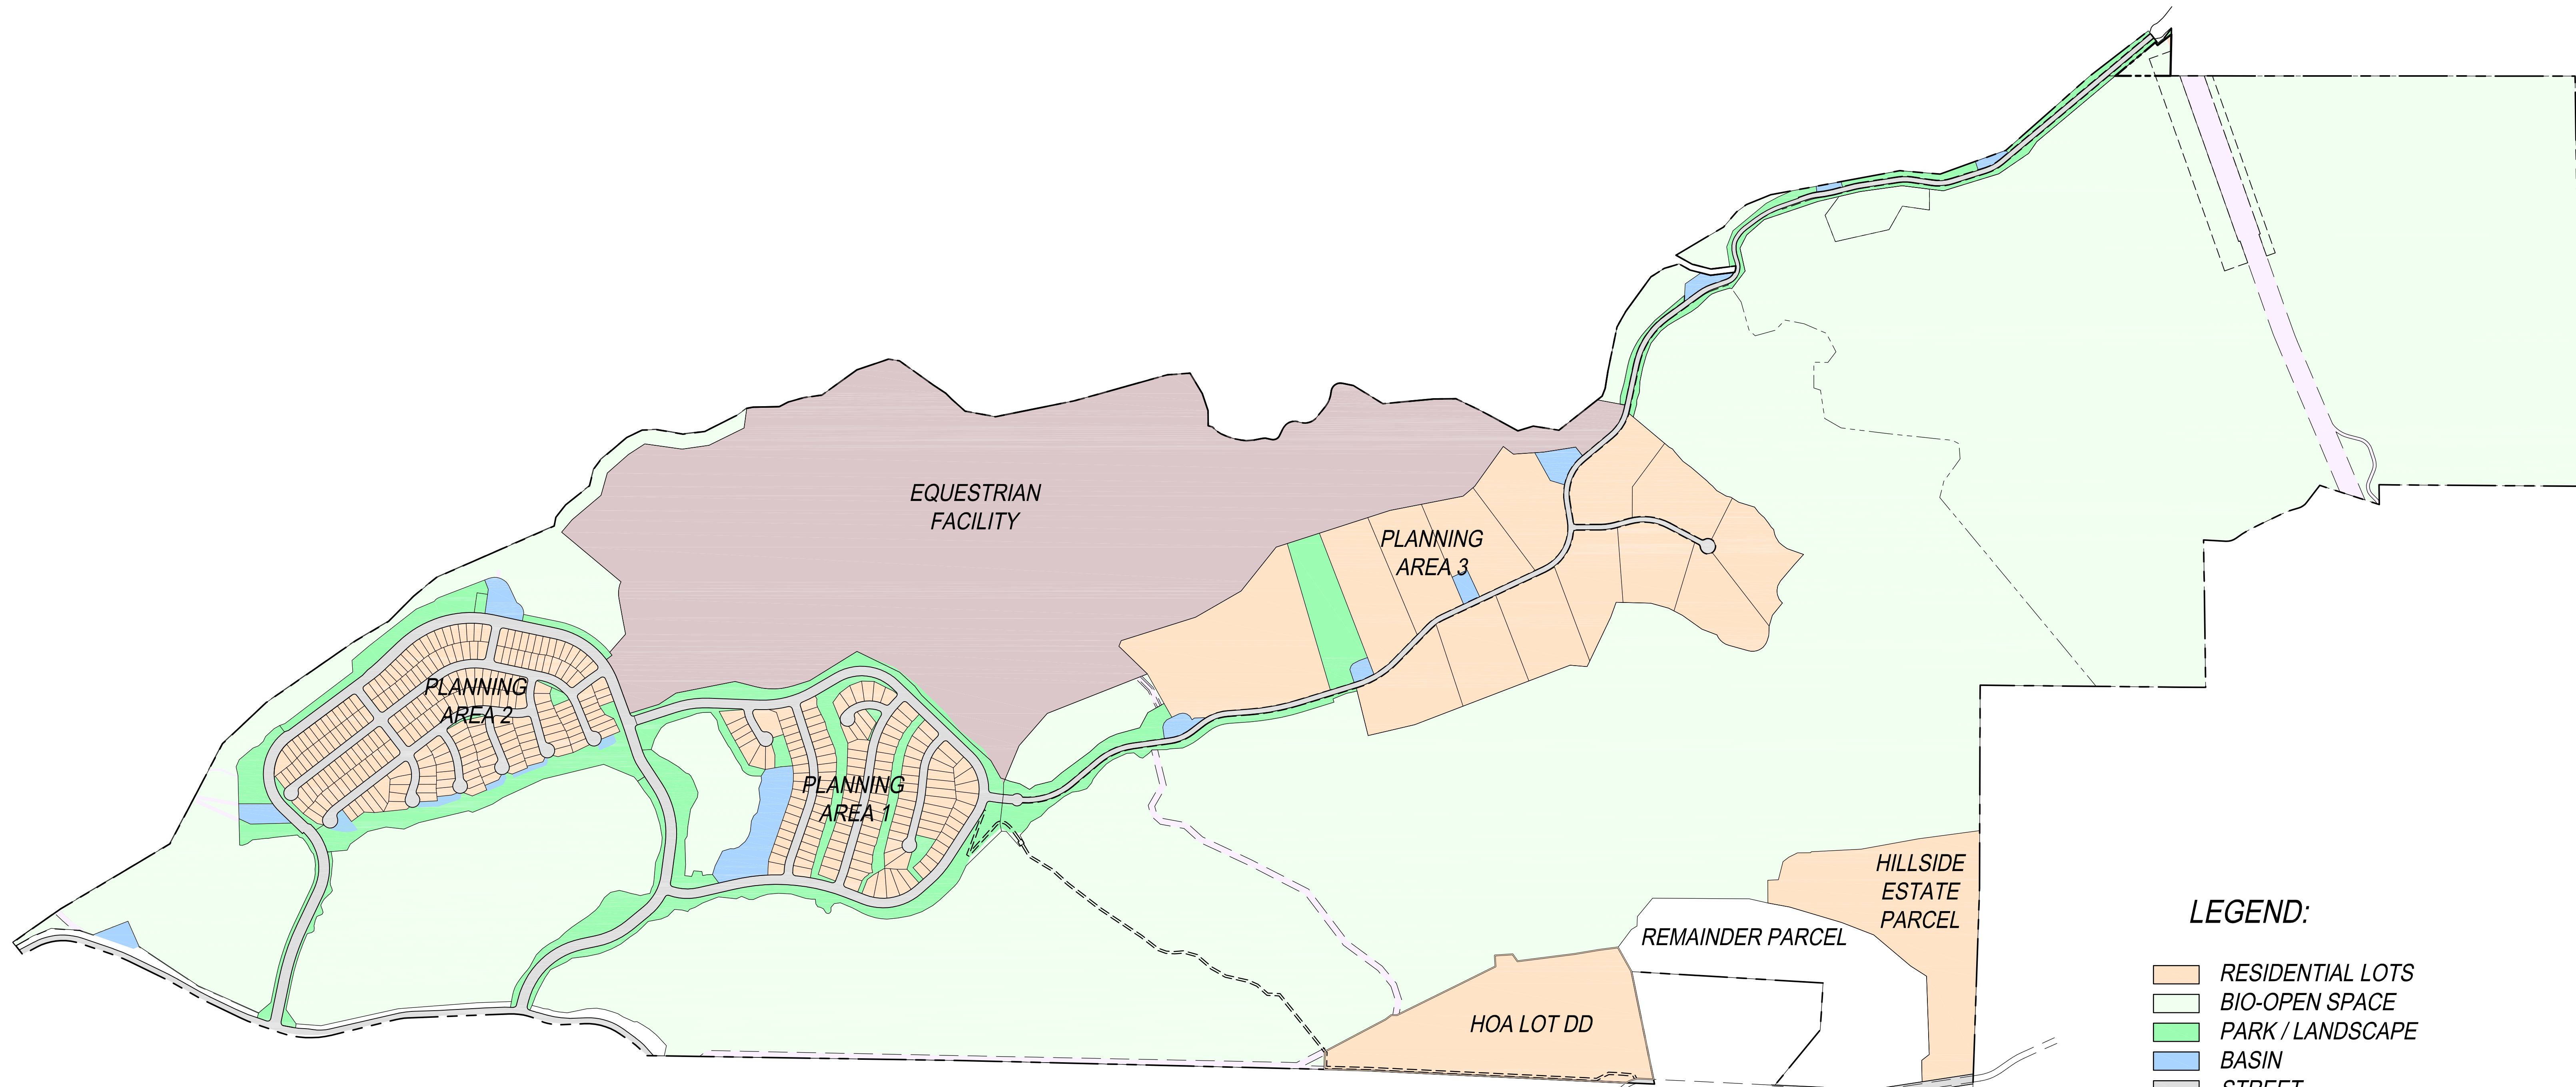 EQUESTRIAN
FACILITY
PLANNING
AREA 3
PLANNING
AREA 2
PLANNING
AREA 1
HILLSIDE
ESTATE
PARCEL
REMAINDER PARCEL
HOA LOT DD
LEGEND:
RESIDENTIAL LOTS
BIO-OPEN SPACE
PARK / LANDSCAPE
BASIN
STREET